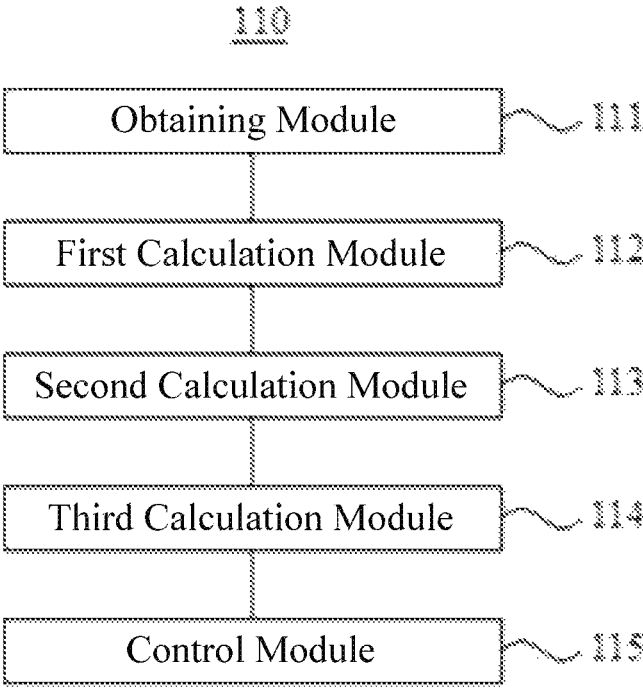 110
Obtaining Module 111
First Calculation Module 112
Second Calculation Module 113
Third Calculation Module 114
Control Module 115